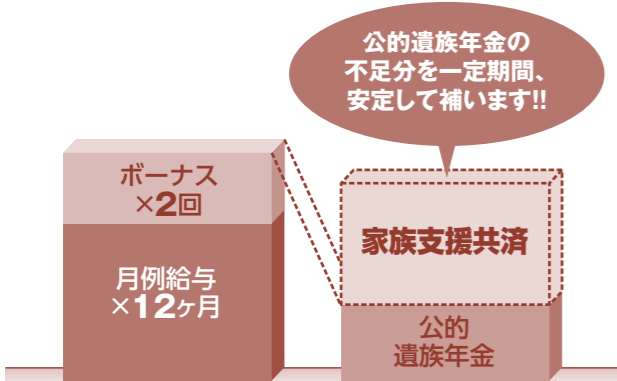 公的遺族年金の
不足分を一定期間、
安定して補います!!
ボーナス
×2回
月例給与
×12ヶ月
家族支援共済
公的
遺族年金